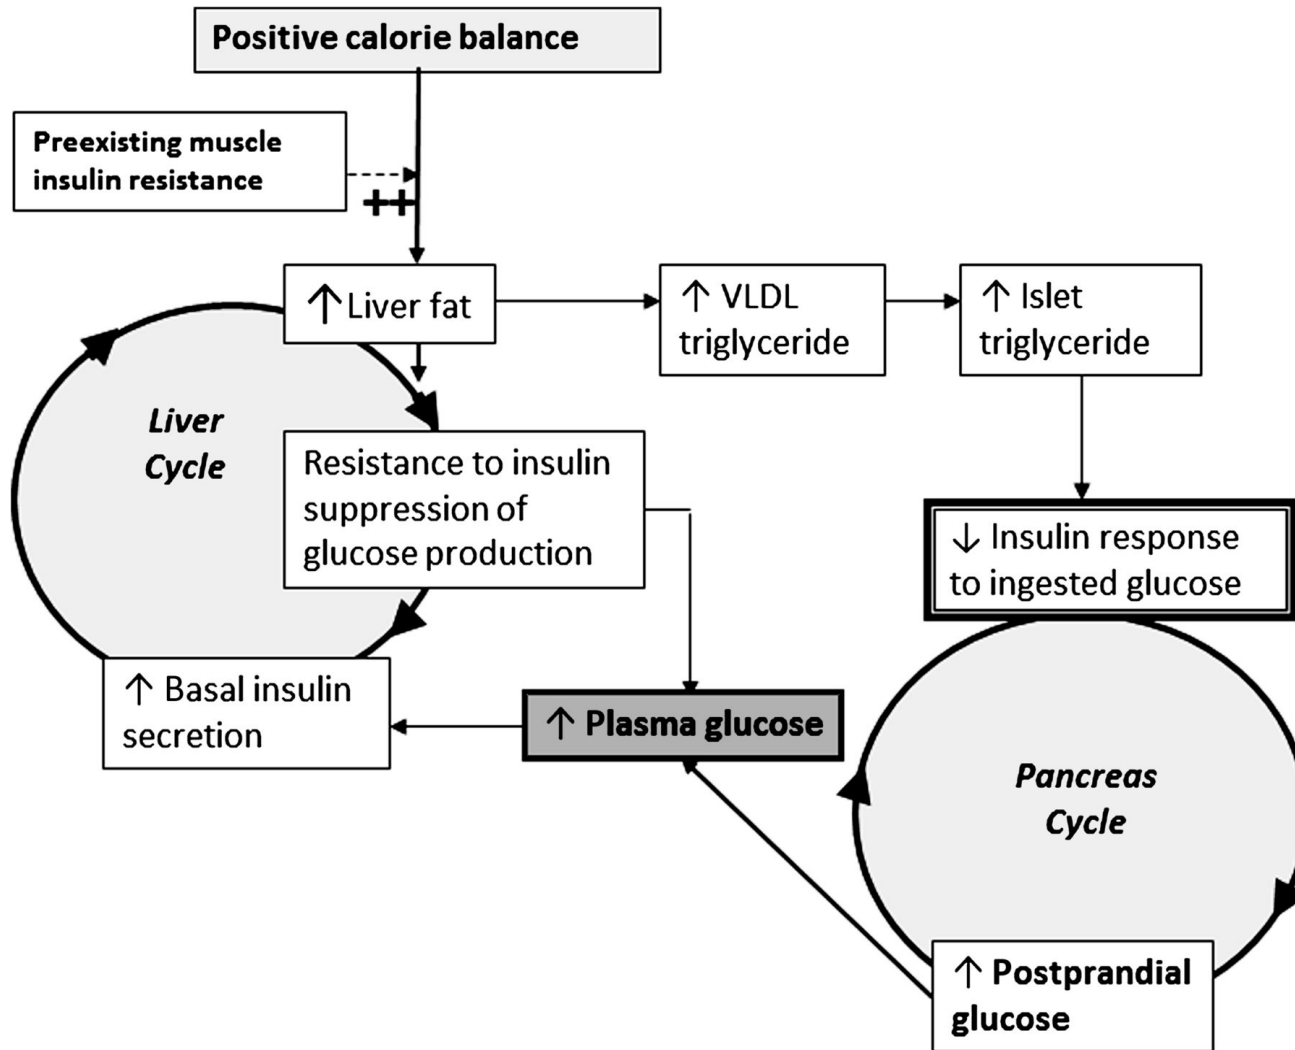 Positive calorie balance
Preexisting muscle
insulin resistance
++
↑ Liver fat
↑ VLDL
triglyceride
↑ Islet
triglyceride
Liver
Cycle
Resistance to insulin
suppression of
glucose production
↓ Insulin response
to ingested glucose
↑ Basal insulin
secretion
↑ Plasma glucose
Pancreas
Cycle
↑ Postprandial
glucose